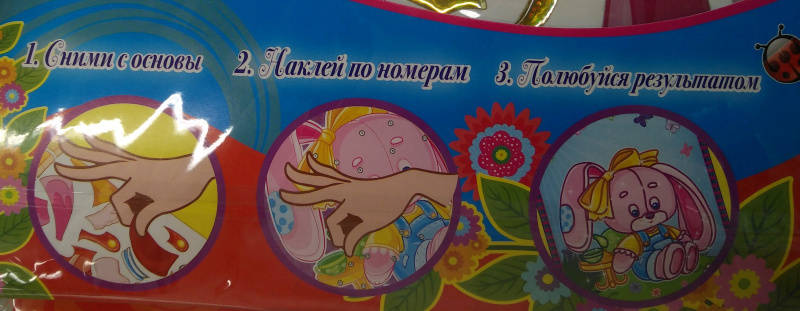 1. Сними с основы
2. Наклей по номерам
3. Полюбуйся результатом